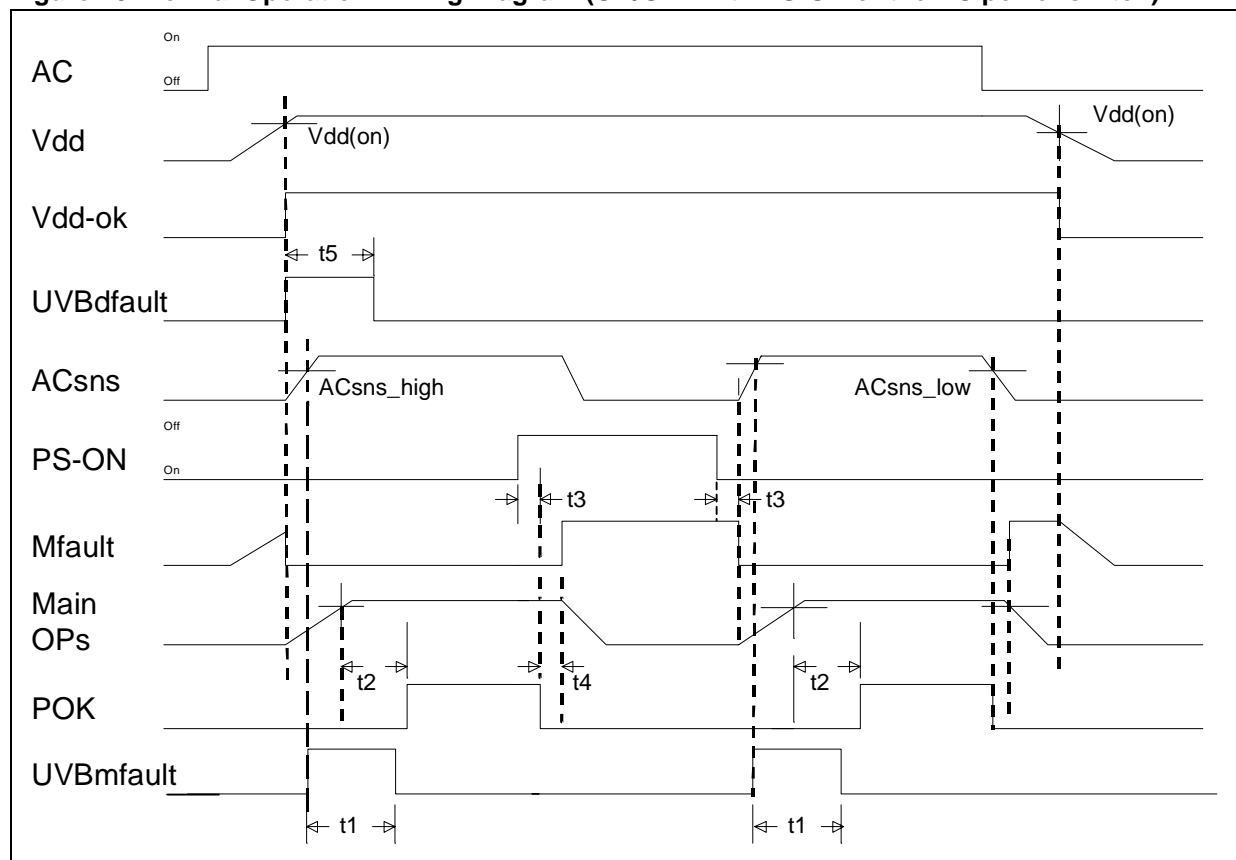 On
AC
Off
Vdd(on)
Vdd(on)
Vdd
Vdd-ok
t5
UVBdfault
ACsns
ACsns_high
ACsns_low
Off
PS-ON
On
t3
t3
Mfault
Main
OPs
t2
t4
t2
POK
UVBmfault
t1
t1